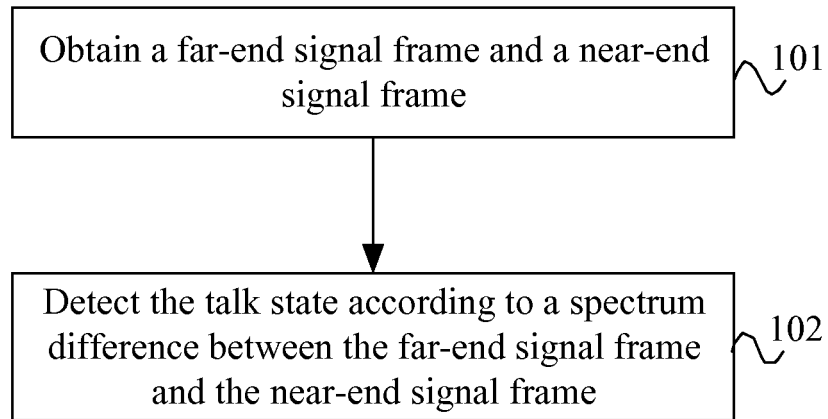 Obtain a far-end signal frame and a near-end
signal frame
101
Detect the talk state according to a spectrum
difference between the far-end signal frame
and the near-end signal frame
102